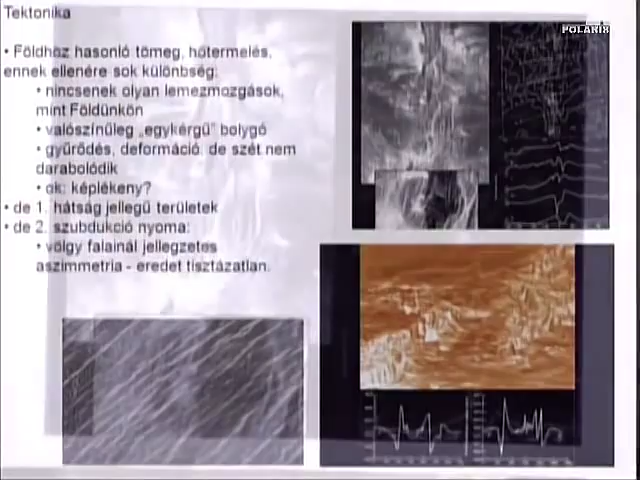 Tektonika
POLARIX
• Földhöz hasonló tömeg, hőtermelés,
ennek ellenére sok különbség:
• nincsenek olyan lemezmozgások,
mint Földünkön
• valószínűleg „egykérgű” bolygó
• gyűrődés, deformáció, de szét nem
darabolódik
• ok: képlékeny?
• de 1. hátság jellegű területek
• de 2. szubdukció nyoma:
• völgy falainál jellegzetes
aszimmetria - eredet tisztázatlan.